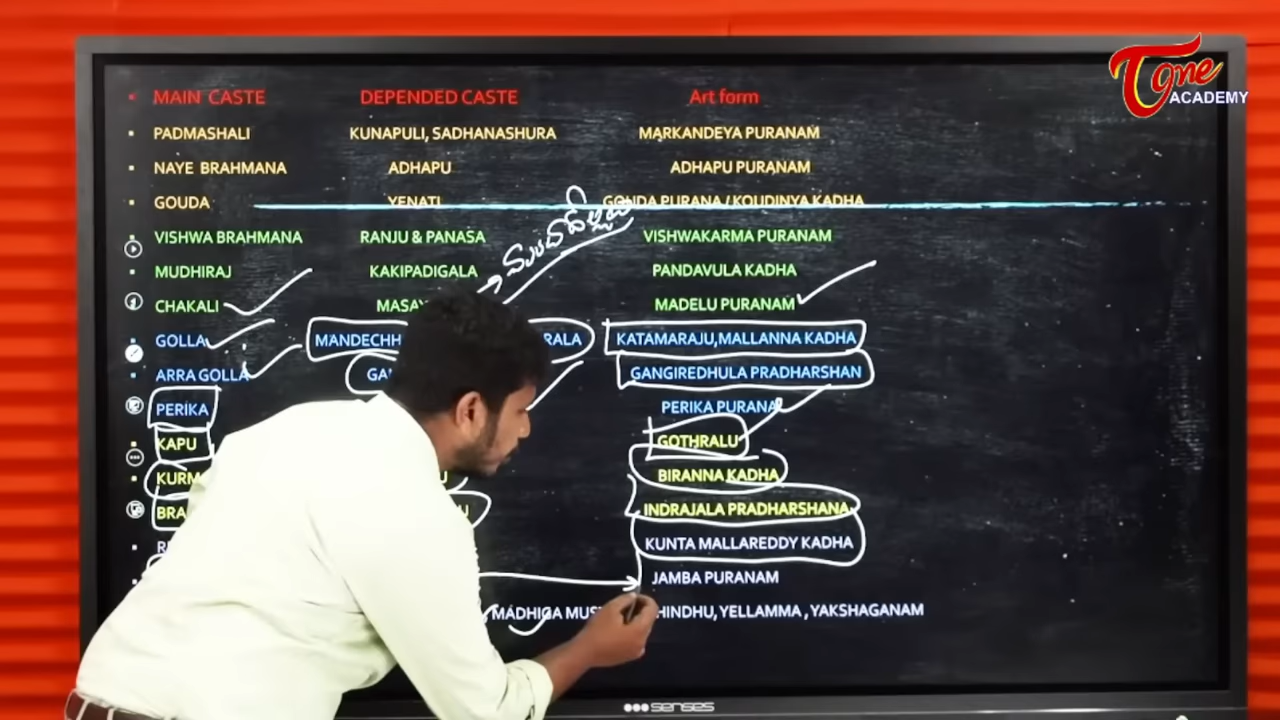 Tone
ACADEMY
MAIN CASTE DEPENDED CASTE Art form
PADMASHALI KUNAPULI, SADHANASHURA MARKANDEYA PURANAM
NAYE BRAHMANA ADHAPU ADHAPU PURANAM
GOUDA YENATI GOUDA PURANA / KOUDINYA KADHA
VISHWA BRAHMANA RANJU & PANASA VISHWAKARMA PURANAM
MUDHIRAJ KAKIPADIGALA PANDAVULA KADHA
CHAKALI MADELU PURANAM
GOLLA KATAMARAJU,MALLANNA KADHA
ARRA GOLLA GANGIREDHULA PRADHARSHAN
PERIKA PERIKA PURANA
KAPU GOTHRALU
BIRANNA KADHA
INDRAJALA PRADHARSHANA
KUNTA MALLAREDDY KADHA
JAMBA PURANAM
MADHIGA YELLAMMA , YAKSHAGANAM
senses